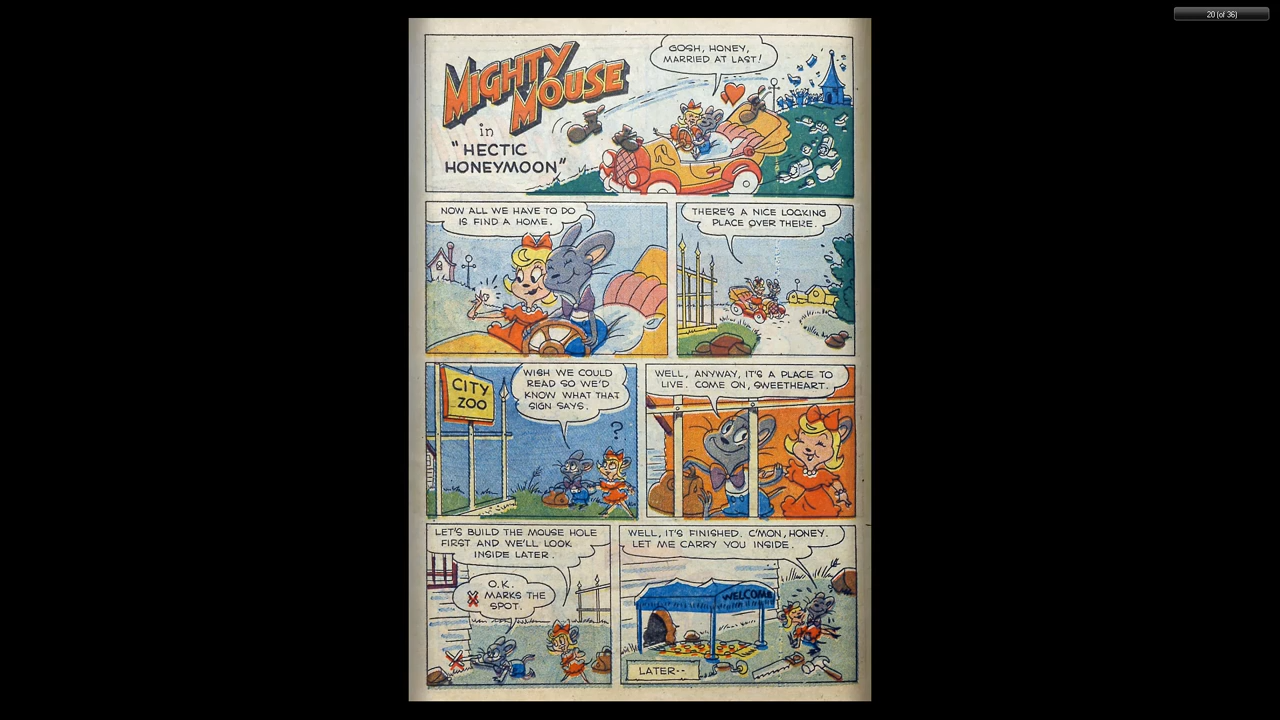 20 (of 36)
MIGHTY
MOUSE
in
"HECTIC
HONEYMOON"
GOSH, HONEY,
MARRIED AT LAST!
NOW ALL WE HAVE TO DO
IS FIND A HOME.
THERE'S A NICE LOOKING
PLACE OVER THERE.
CITY
ZOO
WISH WE COULD
READ SO WE'D
KNOW WHAT THAT
SIGN SAYS.
?
WELL, ANYWAY, IT'S A PLACE TO
LIVE. COME ON, SWEETHEART.
LET'S BUILD THE MOUSE HOLE
FIRST AND WE'LL LOOK
INSIDE LATER.
O.K.
X MARKS THE
SPOT.
X
WELL, IT'S FINISHED. C'MON, HONEY.
LET ME CARRY YOU INSIDE.
WELCOME
LATER--